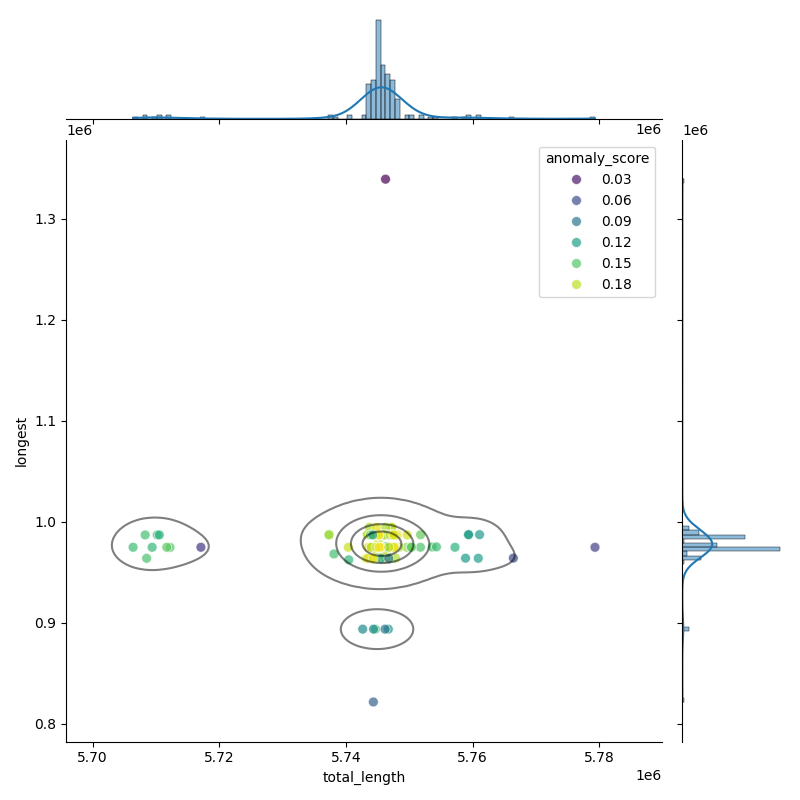 1e6
1e6
1e6
anomaly_score
0.03
0.06
0.09
0.12
0.15
0.18
1.3
1.2
1.1
1.0
0.9
0.8
longest
5.70
5.72
5.74
5.76
5.78
total_length
1e6